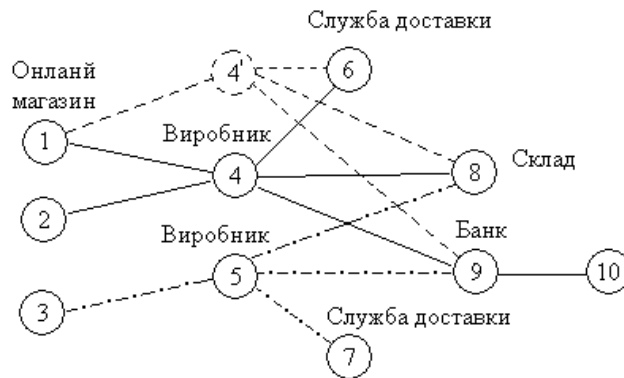 Служба доставки
4'
6
Онланй
магазин
1
Виробник
4
8
Склад
2
Виробник
Банк
5
9
10
3
Служба доставки
7